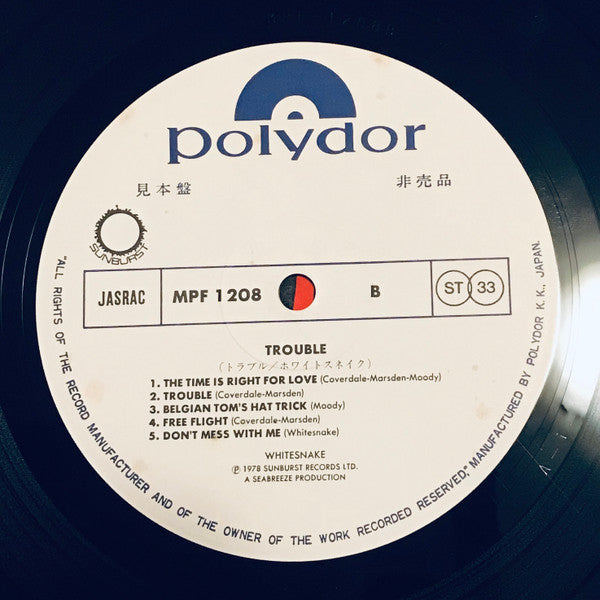 polydor
見本盤
非売品
SUNBURST
JASRAC
MPF 1208
B
ST 33
TROUBLE
(トラブル／ホワイトスネイク)
1. THE TIME IS RIGHT FOR LOVE (Coverdale-Marsden-Moody)
2. TROUBLE (Coverdale-Marsden)
3. BELGIAN TOM'S HAT TRICK (Moody)
4. FREE FLIGHT (Coverdale-Marsden)
5. DON'T MESS WITH ME (Whitesnake)
WHITESNAKE
Ⓟ 1978 SUNBURST RECORDS LTD.
A SEABREEZE PRODUCTION
"ALL RIGHTS OF THE RECORD MANUFACTURER AND OF THE OWNER OF THE WORK RECORDED RESERVED." MANUFACTURED BY POLYDOR K.K., JAPAN.